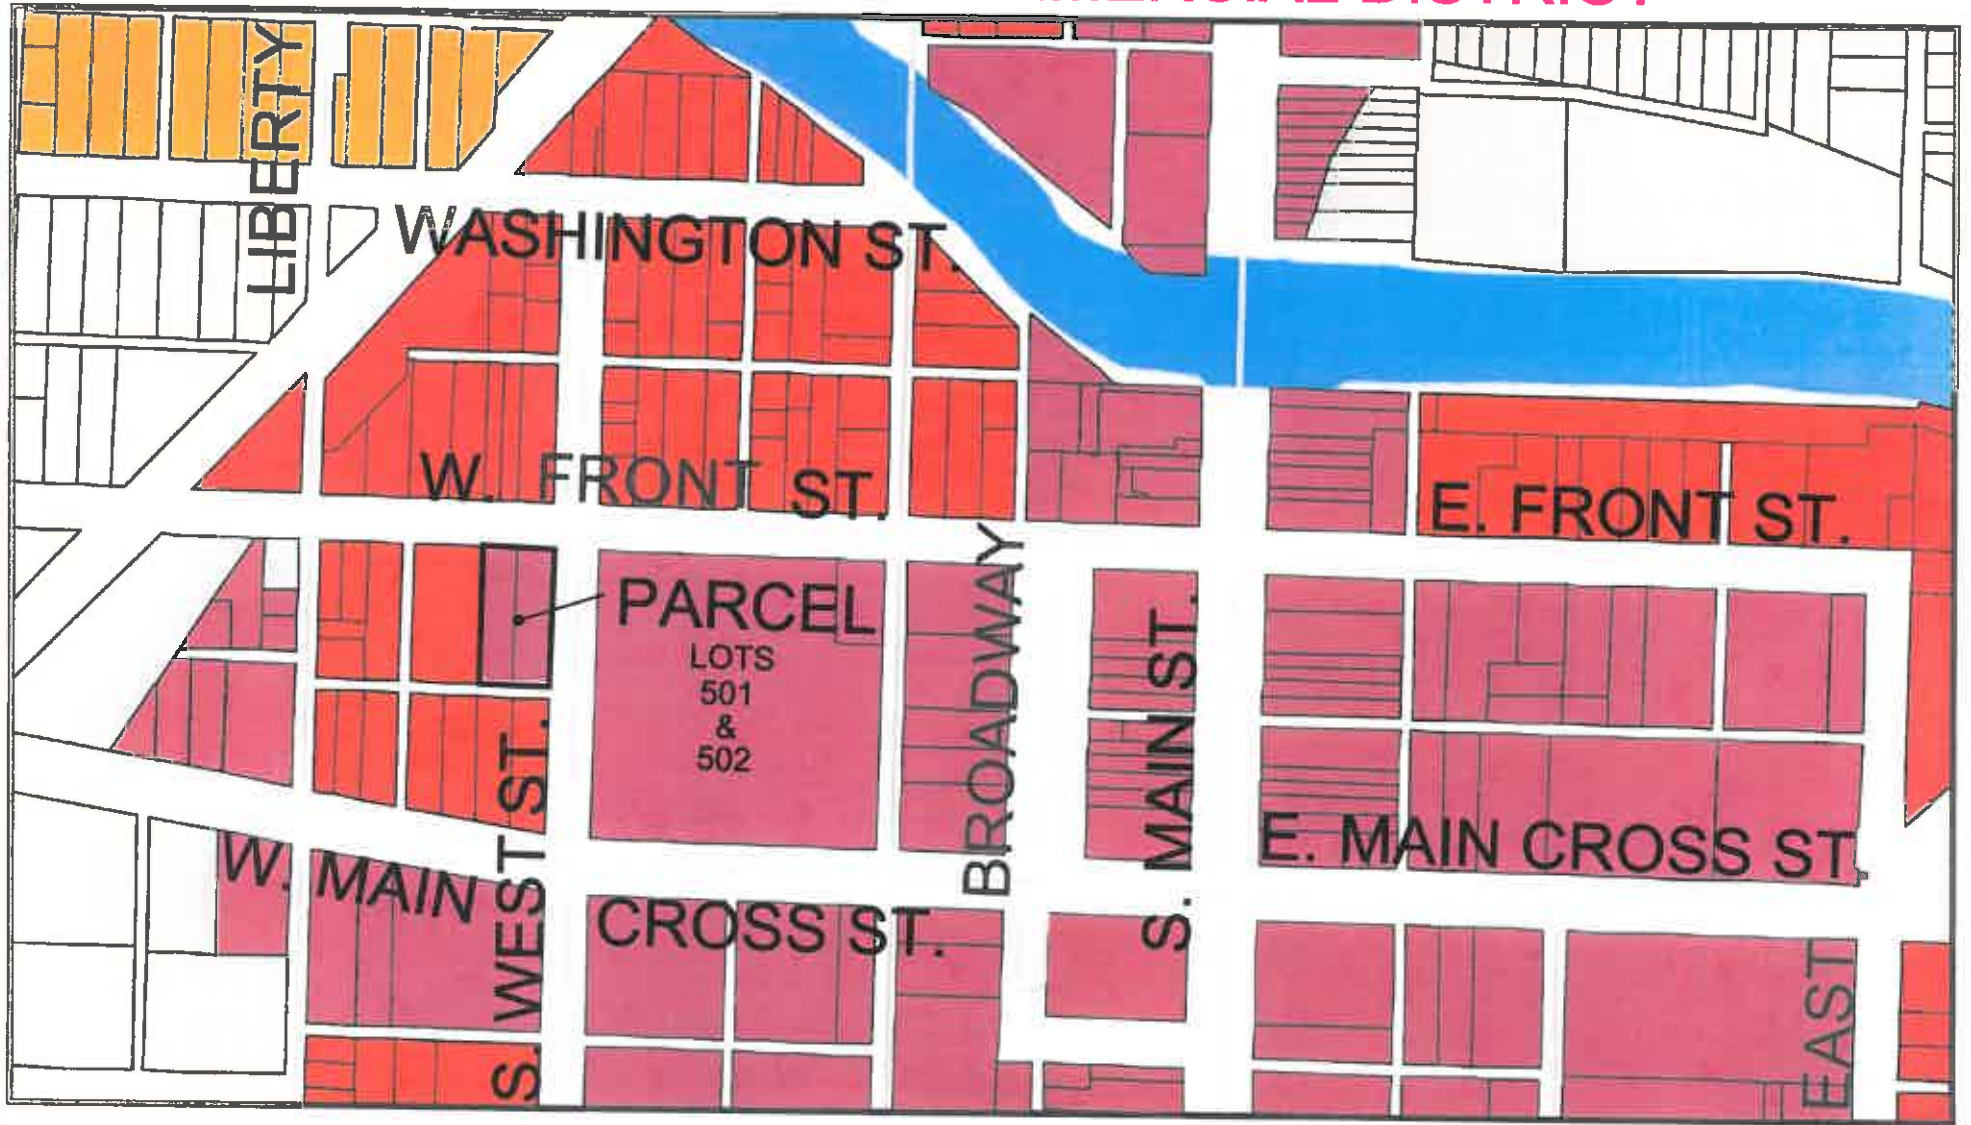 DISTRICT
LIBERTY
WASHINGTON ST.
W. FRONT ST.
E. FRONT ST.
PARCEL
LOTS
501
&
502
BROADWAY
S. MAIN ST.
S. WEST ST.
E. MAIN CROSS ST.
W. MAIN CROSS ST.
EAST